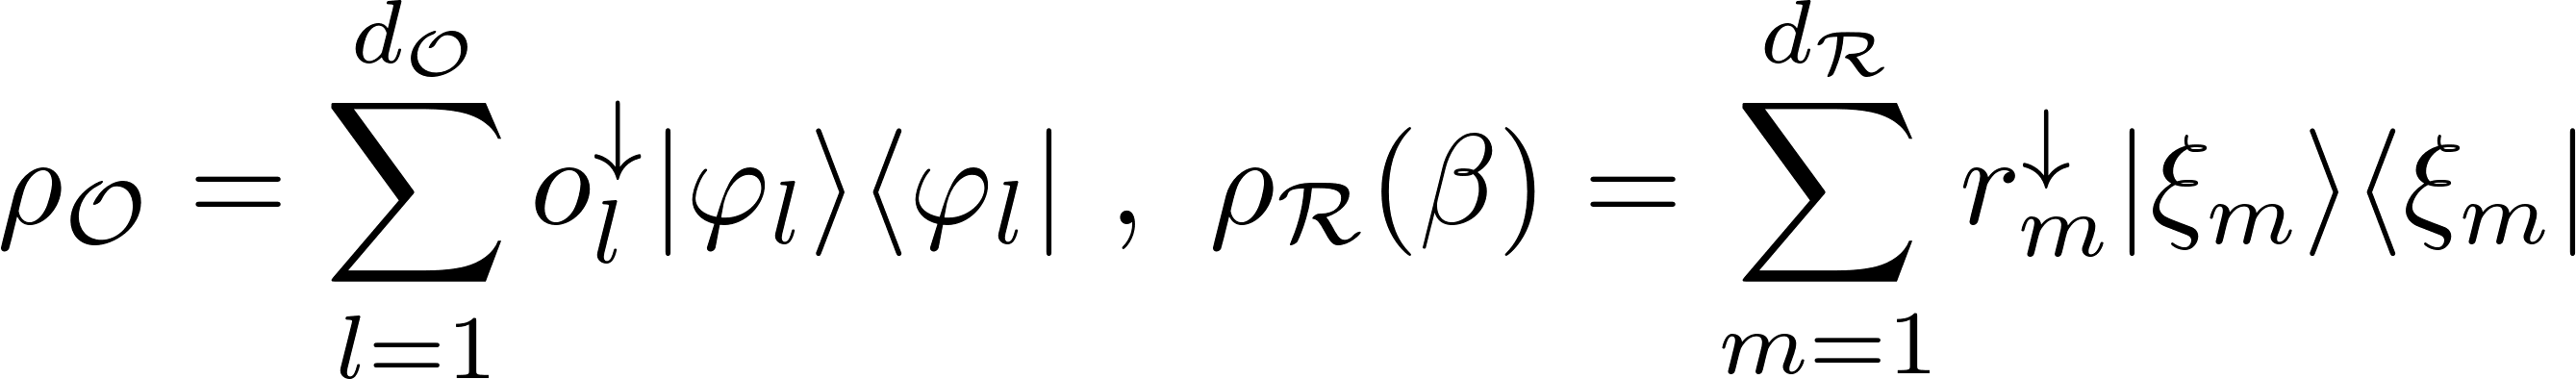 $\rho_{\mathcal{O}} = \sum_{l=1}^{d_{\mathcal{O}}} o_l^{\downarrow} |\varphi_l\rangle\langle\varphi_l| \ , \ \rho_{\mathcal{R}}(\beta) = \sum_{m=1}^{d_{\mathcal{R}}} r_m^{\downarrow} |\xi_m\rangle\langle\xi_m|$